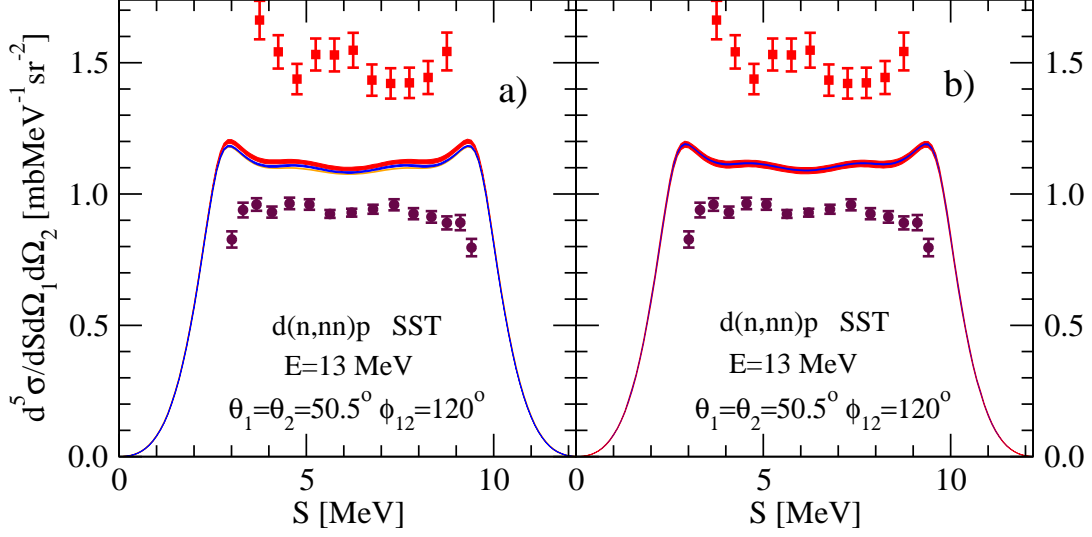 d⁵σ/dSdΩ₁dΩ₂ [mbMeV⁻¹sr⁻²]
1.5
1.0
0.5
0.0
a)
d(n,nn)p SST
E=13 MeV
θ₁=θ₂=50.5° ϕ₁₂=120°
0 5 10
S [MeV]
b)
d(n,nn)p SST
E=13 MeV
θ₁=θ₂=50.5° ϕ₁₂=120°
0 5 10
S [MeV]
1.5
1.0
0.5
0.0